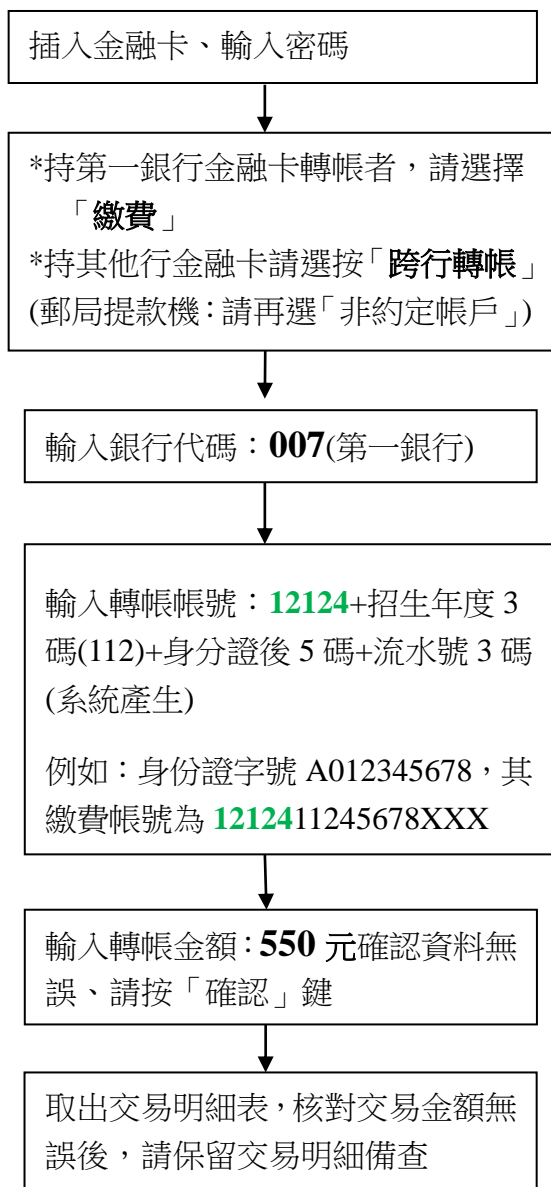 插入金融卡、輸入密碼
*持第一銀行金融卡轉帳者，請選擇
「繳費」
*持其他行金融卡請選按「跨行轉帳」
(郵局提款機：請再選「非約定帳戶」)
輸入銀行代碼：007(第一銀行)
輸入轉帳帳號：12124+招生年度 3
碼(112)+身分證後 5 碼+流水號 3 碼
(系統產生)
例如：身份證字號 A012345678，其
繳費帳號為 1212411245678XXX
輸入轉帳金額：550 元確認資料無
誤、請按「確認」鍵
取出交易明細表，核對交易金額無
誤後，請保留交易明細備查